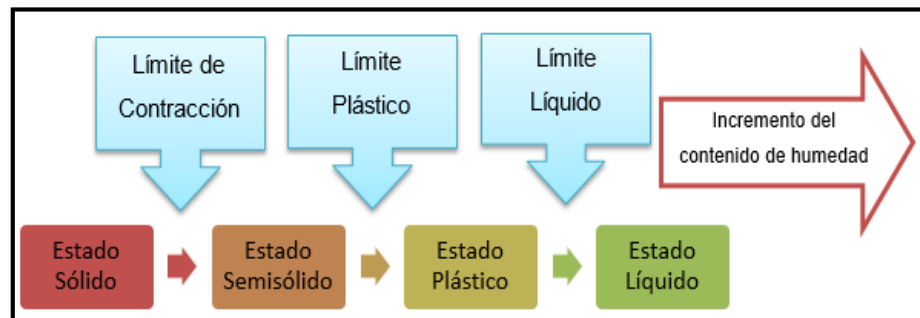 Límite de
Contracción
Límite
Plástico
Límite
Líquido
Incremento del
contenido de humedad
Estado
Sólido
Estado
Semisólido
Estado
Plástico
Estado
Líquido